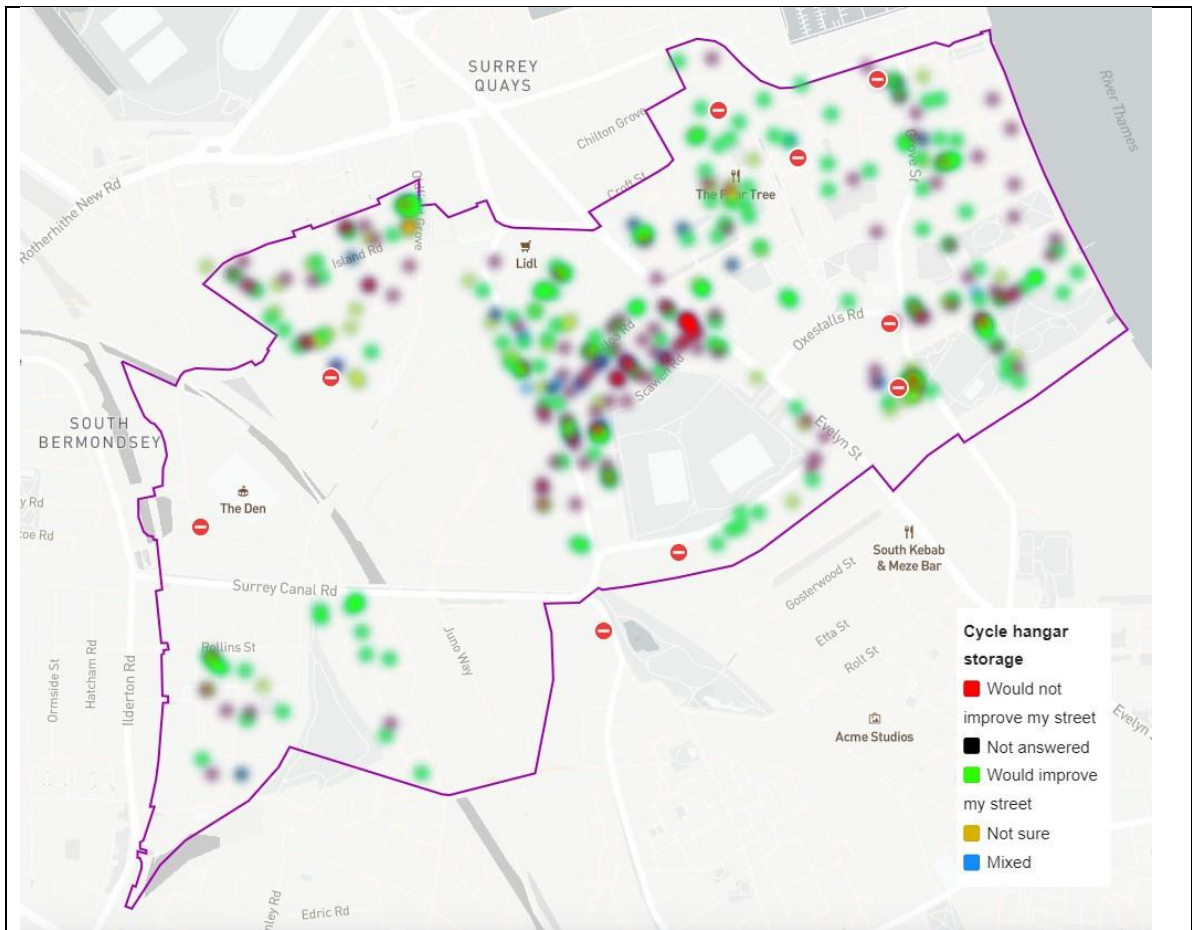 SURREY
QUAYS
River Thames
Chilton Grove
Grove St
Rotherhithe New Rd
Croft St
Grove
Island Rd
Lidl
Oxestalls Rd
Scawen Rd
SOUTH
BERMONDSEY
Evelyn St
The Den
South Kebab
& Meze Bar
Surrey Canal Rd
Gosterwood St
Etta St
Rolt St
Rollins St
Juno Way
Ormside St
Hatcham Rd
Ilderton Rd
Acme Studios
Edric Rd
Cycle hangar
storage
Would not
improve my street
Not answered
Would improve
my street
Not sure
Mixed